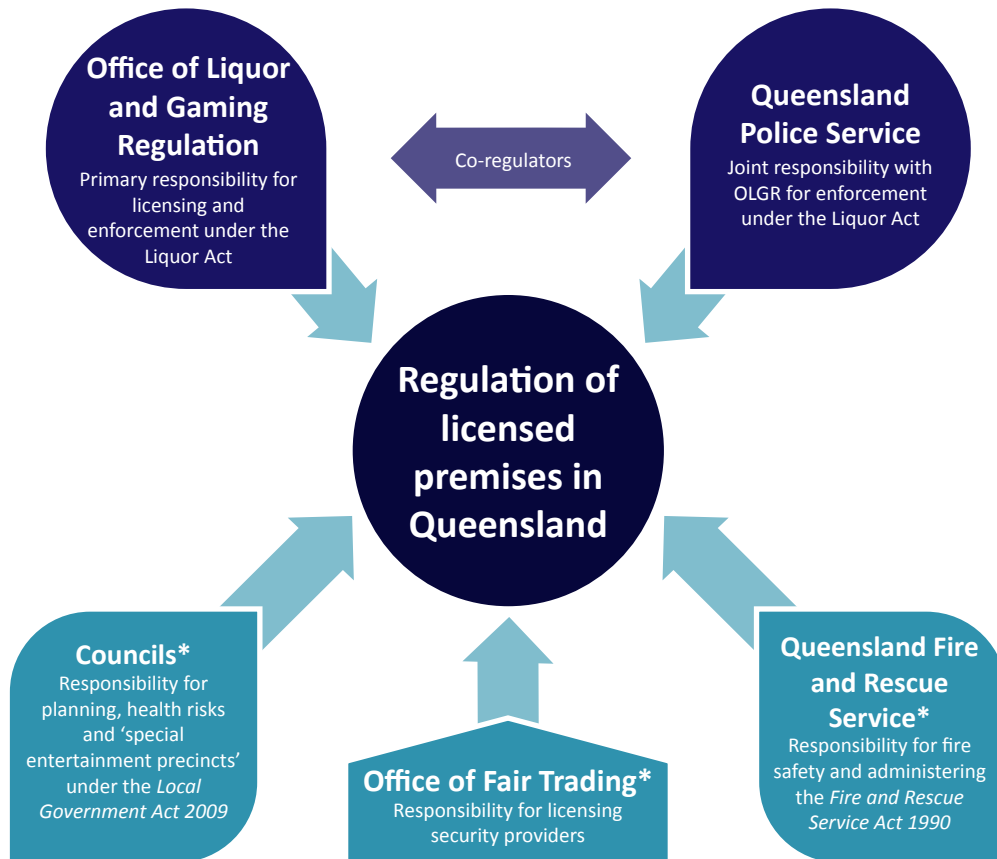 Office of Liquor
and Gaming
Regulation
Primary responsibility for
licensing and
enforcement under the
Liquor Act
Co-regulators
Queensland
Police Service
Joint responsibility with
OLGR for enforcement
under the Liquor Act
Regulation of
licensed
premises in
Queensland
Councils*
Responsibility for
planning, health risks
and ‘special
entertainment precincts’
under the Local
Government Act 2009
Office of Fair Trading*
Responsibility for licensing
security providers
Queensland Fire
and Rescue
Service*
Responsibility for fire
safety and administering
the Fire and Rescue
Service Act 1990